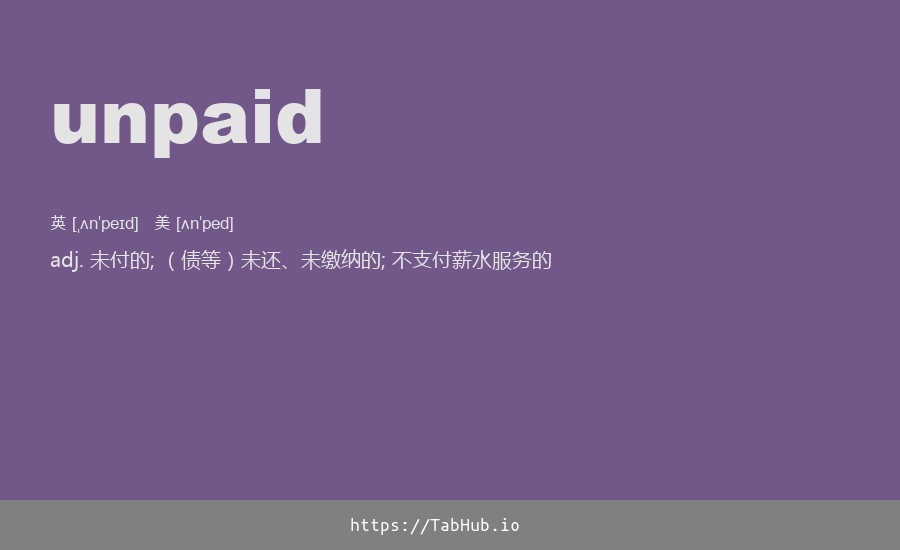 unpaid
英 [ˌʌnˈpeɪd] 美 [ʌnˈped]
adj. 未付的; （债等）未还、未缴纳的; 不支付薪水服务的
https://TabHub.io